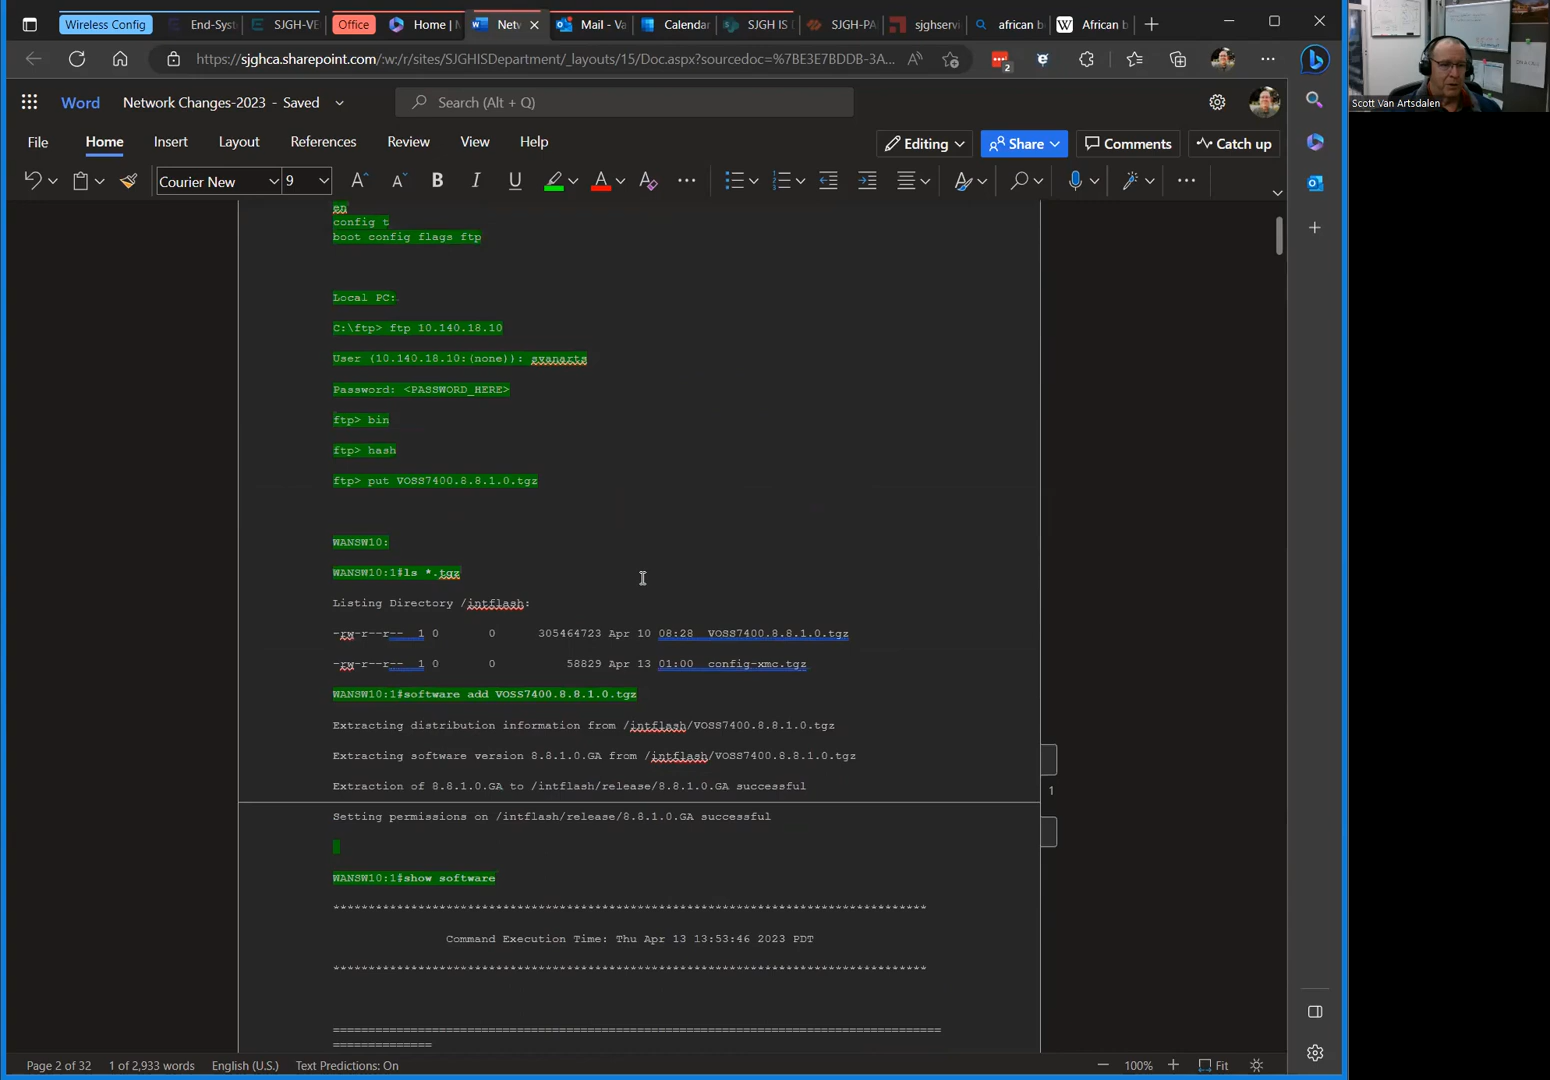 Wireless Config
End-Syst
SJGH-VE
Office
Home |
Netw
Mail - Va
Calendar
SJGH IS D
SJGH-PA
sjghservi
african b
African b
https://sjghca.sharepoint.com/:w:/r/sites/SJGHISDepartment/_layouts/15/Doc.aspx?sourcedoc=%7BE3E7BDDB-3A...
2
Scott Van Artsdalen
Word
Network Changes-2023 - Saved
Search (Alt + Q)
File
Home
Insert
Layout
References
Review
View
Help
Editing
Share
Comments
Catch up
Courier New
9
en
config t
boot config flags ftp
Local PC:
C:\ftp> ftp 10.140.18.10
User (10.140.18.10:(none)): svanarts
Password: <PASSWORD_HERE>
ftp> bin
ftp> hash
ftp> put VOSS7400.8.8.1.0.tgz
WANSW10:
WANSW10:1#ls *.tgz
Listing Directory /intflash:
-rw-r--r-- 1 0 0 305464723 Apr 10 08:28 VOSS7400.8.8.1.0.tgz
-rw-r--r-- 1 0 0 58829 Apr 13 01:00 config-xmc.tgz
WANSW10:1#software add VOSS7400.8.8.1.0.tgz
Extracting distribution information from /intflash/VOSS7400.8.8.1.0.tgz
Extracting software version 8.8.1.0.GA from /intflash/VOSS7400.8.8.1.0.tgz
Extraction of 8.8.1.0.GA to /intflash/release/8.8.1.0.GA successful
1
Setting permissions on /intflash/release/8.8.1.0.GA successful
WANSW10:1#show software
************************************************************************************
Command Execution Time: Thu Apr 13 13:53:46 2023 PDT
************************************************************************************
======================================================================================
==============
Page 2 of 32
1 of 2,933 words
English (U.S.)
Text Predictions: On
100%
Fit